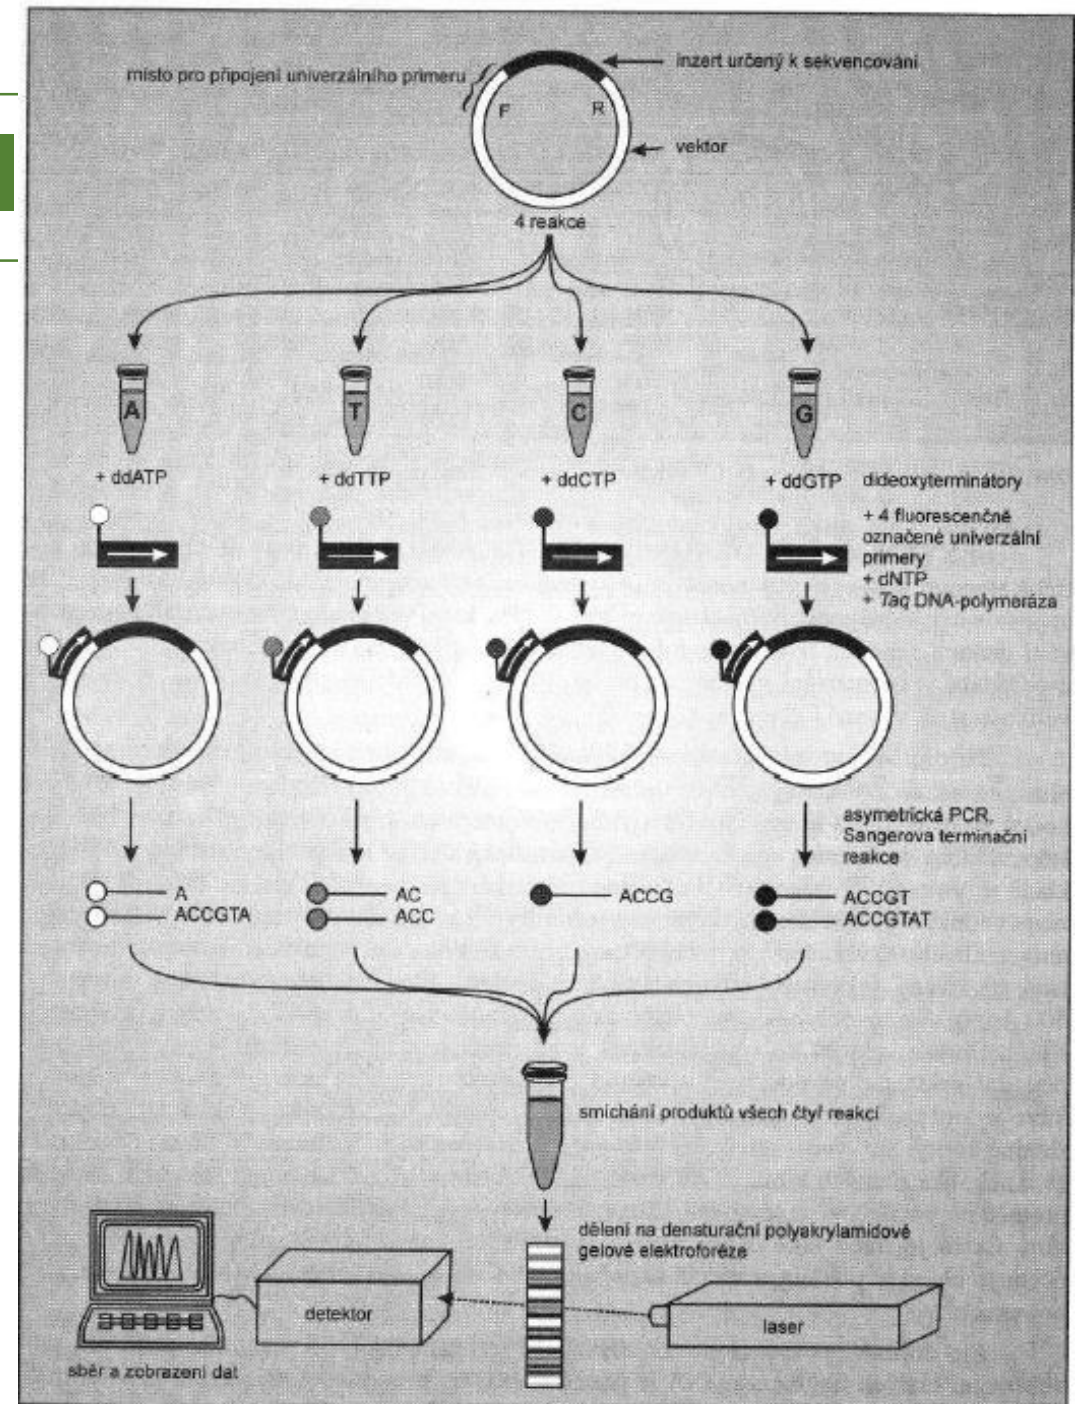 místo pro připojení univerzálního primeru
inzert určený k sekvencování
F
R
vektor
4 reakce
A
T
C
G
+ ddATP
+ ddTTP
+ ddCTP
+ ddGTP
dideoxyterminátory
+ 4 fluorescenčně
označené univerzální
primery
+ dNTP
+ Taq DNA-polymeráza
asymetrická PCR,
Sangerova terminační
reakce
A
ACCGTA
AC
ACC
ACCG
ACCGT
ACCGTAT
smíchání produktů všech čtyř reakcí
dělení na denaturační polyakrylamidové
gelové elektroforéze
detektor
laser
sběr a zobrazení dat